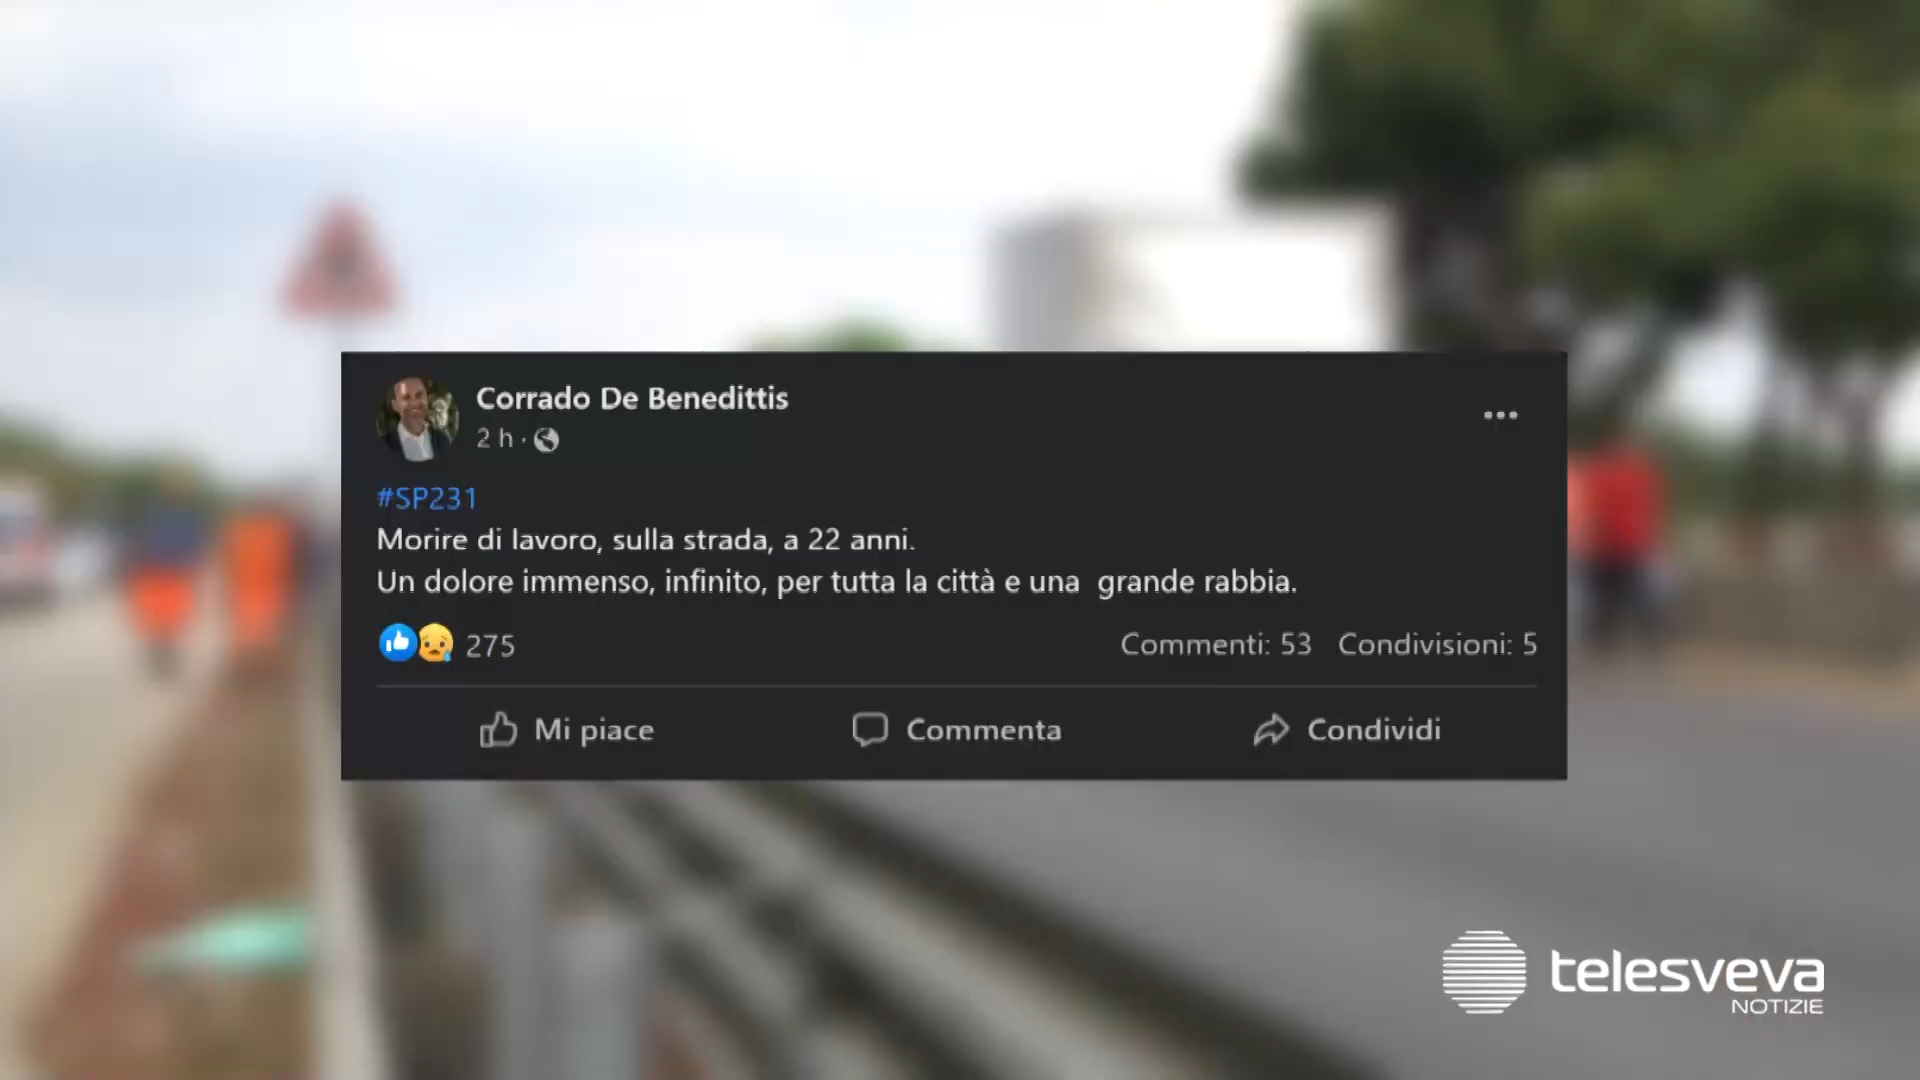 Corrado De Benedittis
2 h ·
#SP231
Morire di lavoro, sulla strada, a 22 anni.
Un dolore immenso, infinito, per tutta la città e una  grande rabbia.
275
Commenti: 53 Condivisioni: 5
Mi piace
Commenta
Condividi
telesveva
NOTIZIE